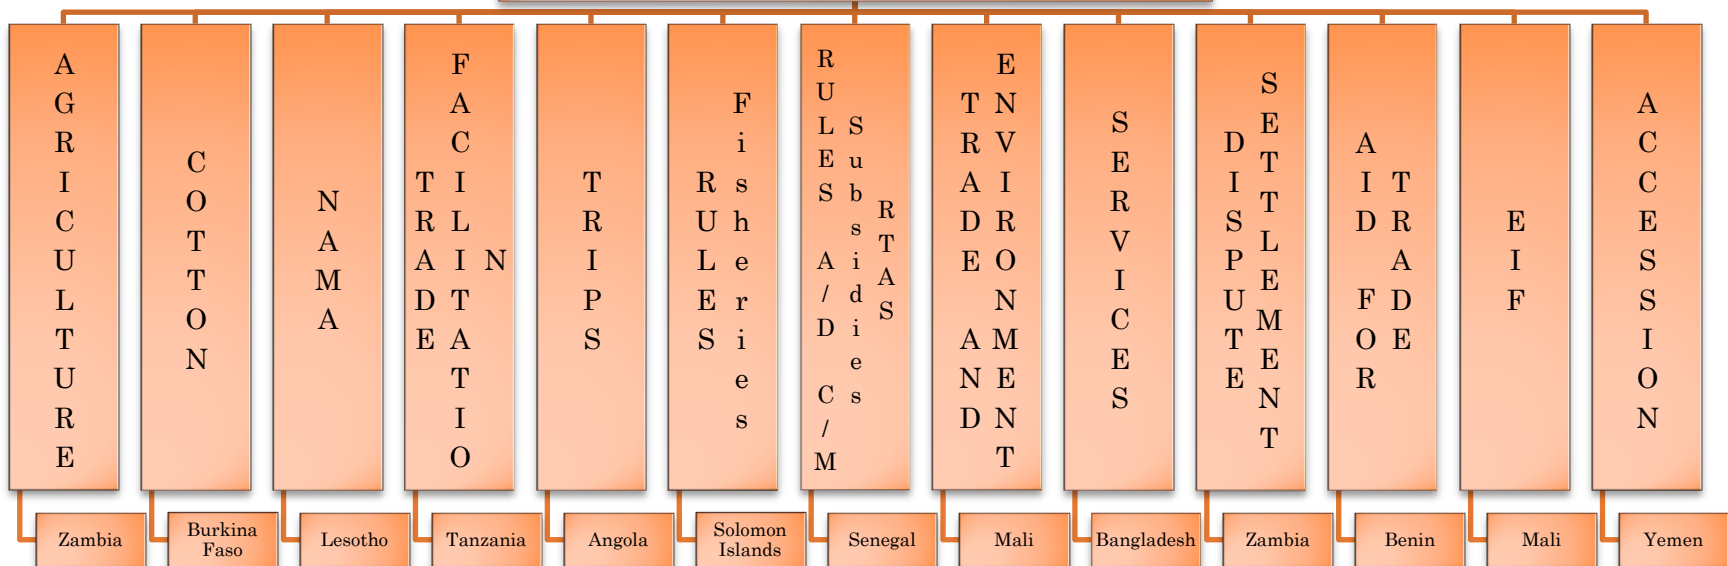 AGRICULTURE
COTTON
NAMA
TRADE
FACILITATIO
N
TRIPS
RULES
Fisheries
RULES A/D C/M
Subsidies
RTAS
TRADE AND
ENVIRONMENT
SERVICES
DISPUTE
SETTLEMENT
AID FOR
TRADE
EIF
ACCESSION
Zambia
Burkina
Faso
Lesotho
Tanzania
Angola
Solomon
Islands
Senegal
Mali
Bangladesh
Zambia
Benin
Mali
Yemen